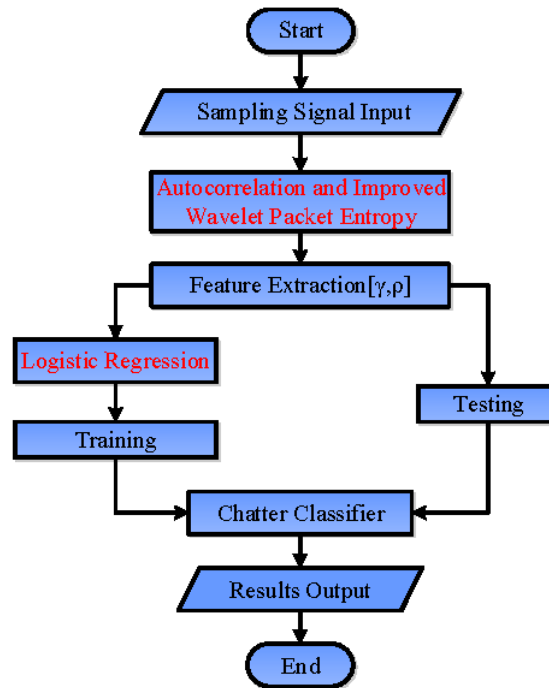 Start
Sampling Signal Input
Autocorrelation and Improved
Wavelet Packet Entropy
Feature Extraction[γ,ρ]
Logistic Regression
Training
Testing
Chatter Classifier
Results Output
End